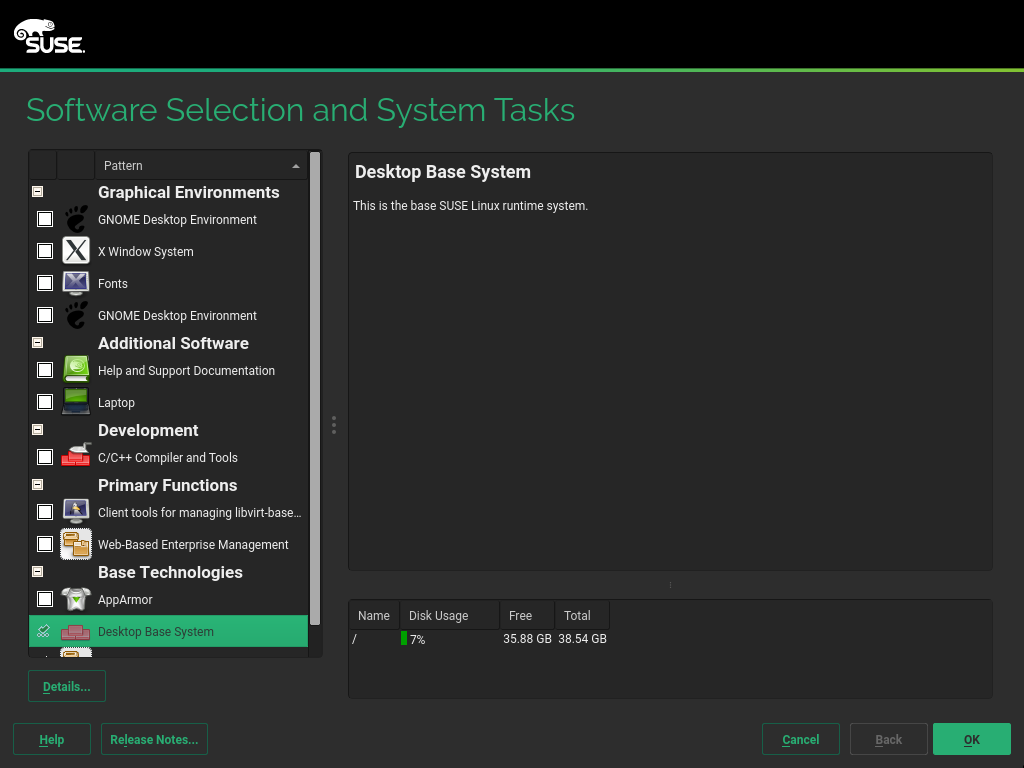 SUSE.
Software Selection and System Tasks
Pattern
Graphical Environments
GNOME Desktop Environment
X Window System
Fonts
GNOME Desktop Environment
Additional Software
Help and Support Documentation
Laptop
Development
C/C++ Compiler and Tools
Primary Functions
Client tools for managing libvirt-base...
Web-Based Enterprise Management
Base Technologies
AppArmor
Desktop Base System
Details...
Desktop Base System
This is the base SUSE Linux runtime system.
Name Disk Usage Free Total
/ 7% 35.88 GB 38.54 GB
Help Release Notes... Cancel Back OK